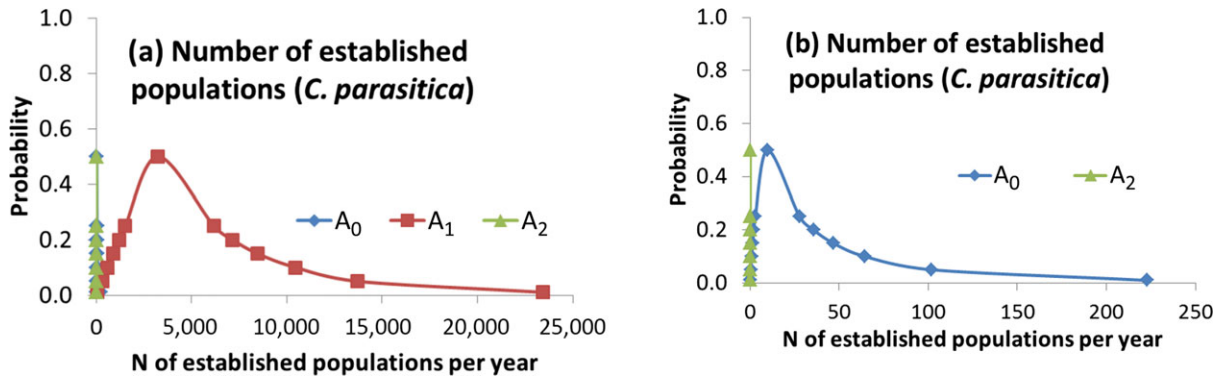 (a) Number of established
populations (C. parasitica)
Probability
1.0
0.8
0.6
0.4
0.2
0.0
A0 A1 A2
0 5,000 10,000 15,000 20,000 25,000
N of established populations per year
(b) Number of established
populations (C. parasitica)
Probability
1.0
0.8
0.6
0.4
0.2
0.0
A0 A2
0 50 100 150 200 250
N of established populations per year